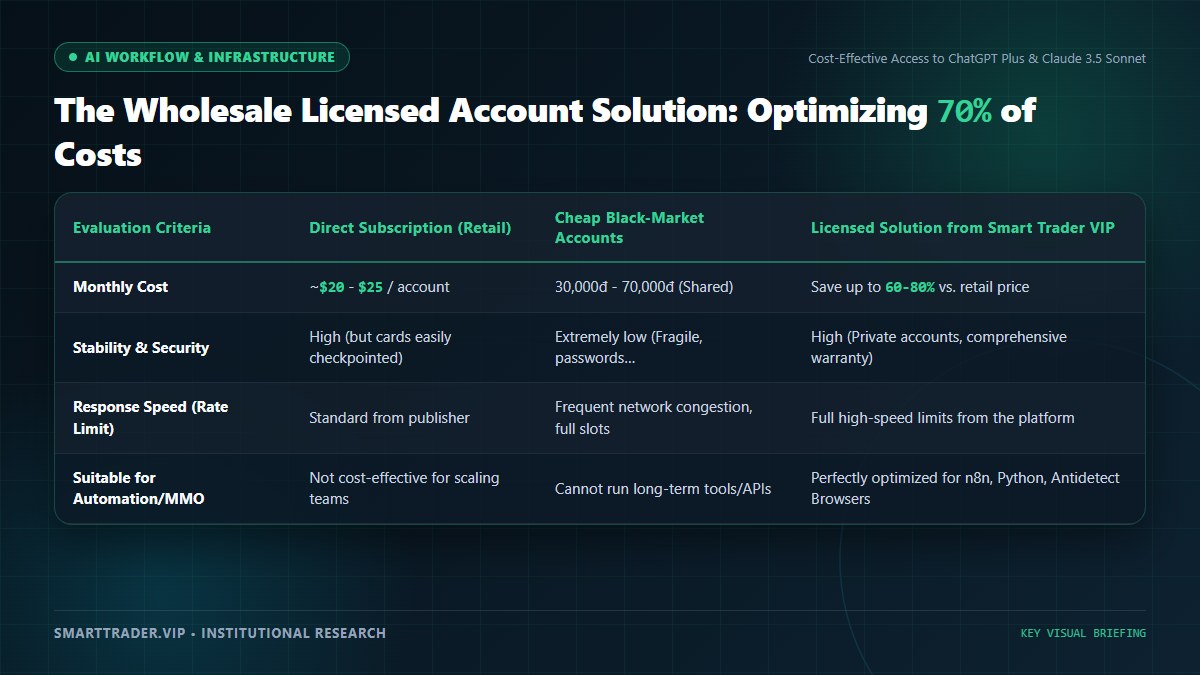 AI WORKFLOW & INFRASTRUCTURE
Cost-Effective Access to ChatGPT Plus & Claude 3.5 Sonnet
The Wholesale Licensed Account Solution: Optimizing 70% of
Costs
Evaluation Criteria
Direct Subscription (Retail)
Cheap Black-Market
Accounts
Licensed Solution from Smart Trader VIP
Monthly Cost
~$20 - $25 / account
30,000đ - 70,000đ (Shared)
Save up to 60-80% vs. retail price
Stability & Security
High (but cards easily
checkpointed)
Extremely low (Fragile,
passwords...
High (Private accounts, comprehensive
warranty)
Response Speed (Rate
Limit)
Standard from publisher
Frequent network congestion,
full slots
Full high-speed limits from the platform
Suitable for
Automation/MMO
Not cost-effective for scaling
teams
Cannot run long-term tools/APIs
Perfectly optimized for n8n, Python, Antidetect
Browsers
SMARTTRADER.VIP • INSTITUTIONAL RESEARCH
KEY VISUAL BRIEFING